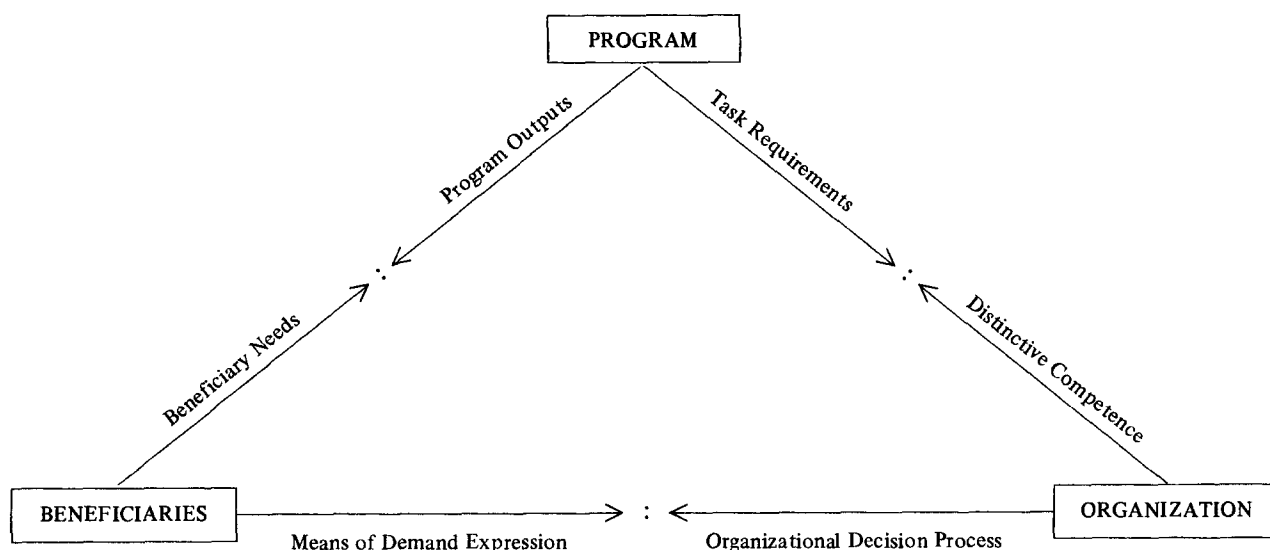 PROGRAM
Program Outputs
Task Requirements
:
:
Beneficiary Needs
Distinctive Competence
BENEFICIARIES
:
ORGANIZATION
Means of Demand Expression
Organizational Decision Process